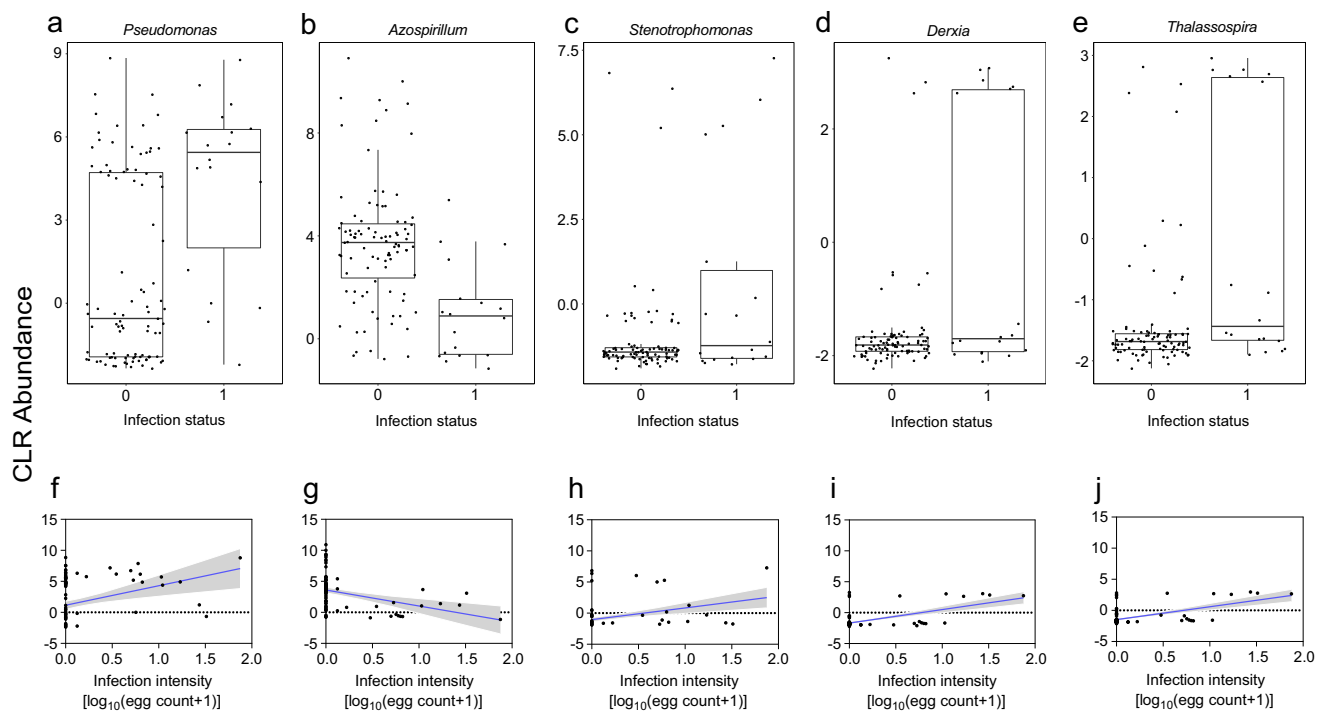 a b c d e
Pseudomonas Azospirillum Stenotrophomonas Derxia Thalassospira
CLR Abundance
9
6
3
0
8
4
0
7.5
5.0
2.5
0.0
2
0
-2
3
2
1
0
-1
-2
0 1 0 1 0 1 0 1 0 1
Infection status Infection status Infection status Infection status Infection status
f g h i j
15 15 15 15 15
10 10 10 10 10
5 5 5 5 5
0 0 0 0 0
-5 -5 -5 -5 -5
0.0 0.5 1.0 1.5 2.0 0.0 0.5 1.0 1.5 2.0 0.0 0.5 1.0 1.5 2.0 0.0 0.5 1.0 1.5 2.0 0.0 0.5 1.0 1.5 2.0
Infection intensity Infection intensity Infection intensity Infection intensity Infection intensity
[log10(egg count+1)] [log10(egg count+1)] [log10(egg count+1)] [log10(egg count+1)] [log10(egg count+1)]